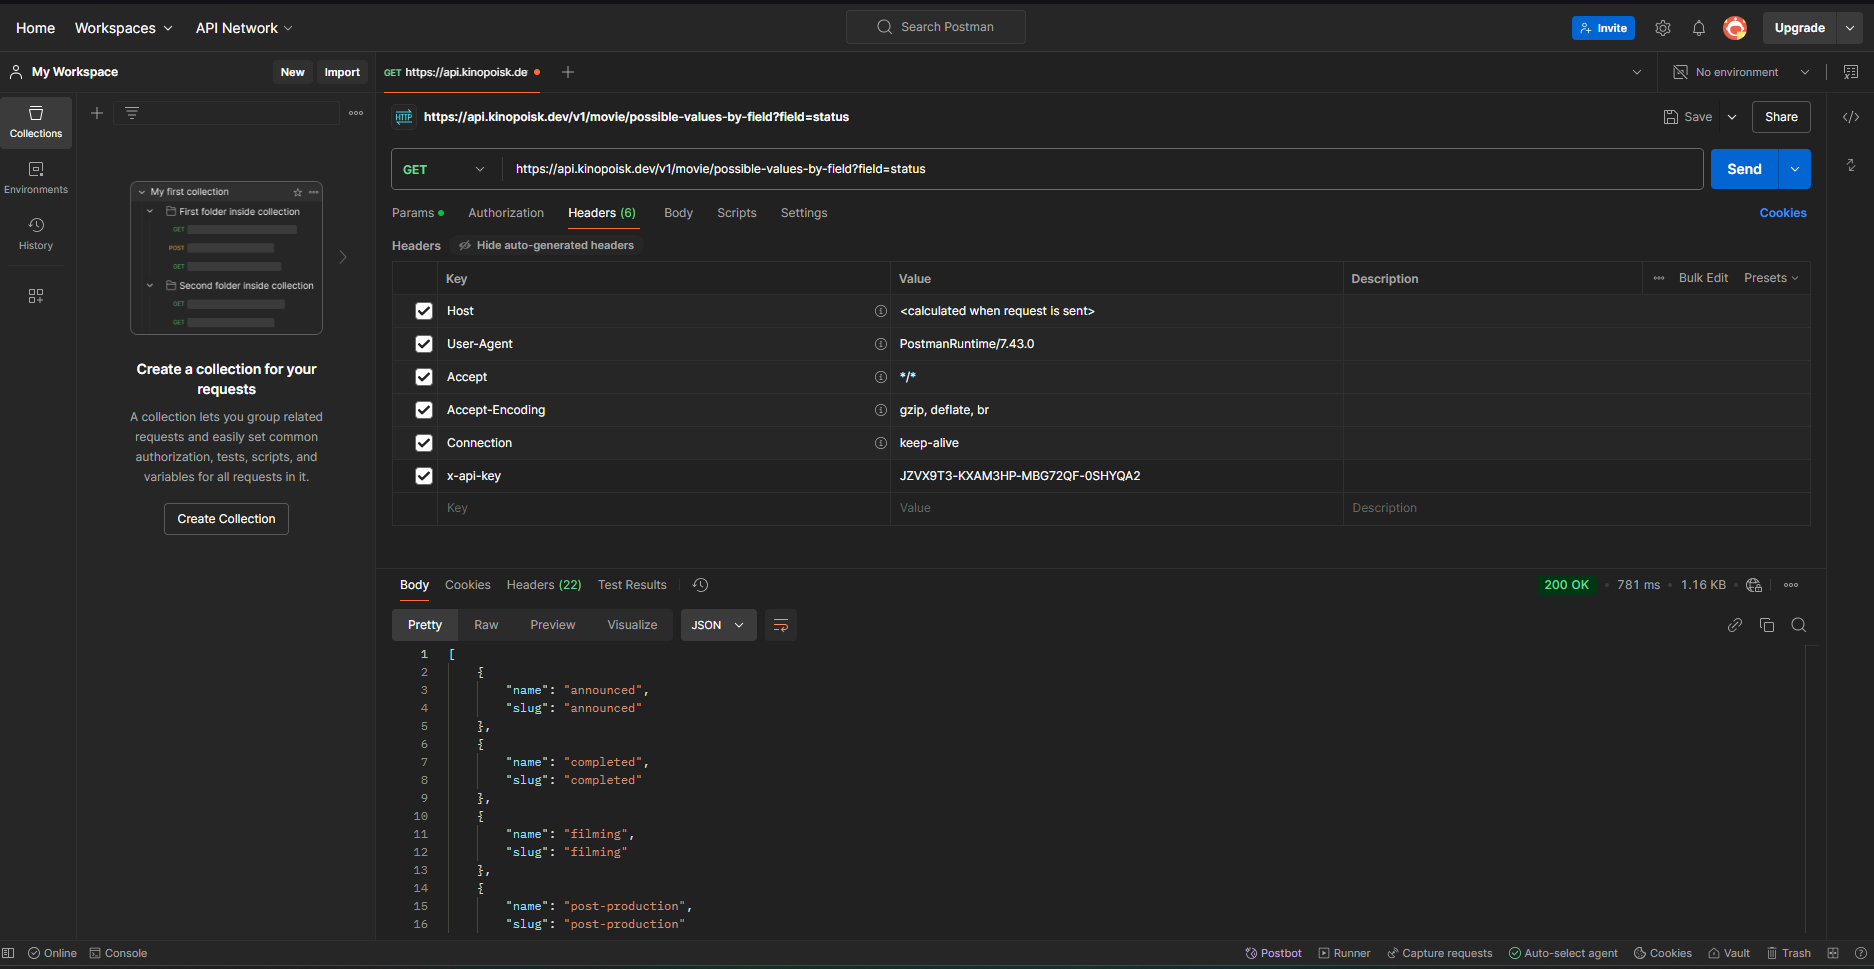 Home Workspaces API Network Search Postman Invite Upgrade
My Workspace New Import GET https://api.kinopoisk.de No environment
Collections
Environments
History
My first collection
First folder inside collection
GET
POST
GET
Second folder inside collection
GET
GET
Create a collection for your
requests
A collection lets you group related
requests and easily set common
authorization, tests, scripts, and
variables for all requests in it.
Create Collection
HTTP https://api.kinopoisk.dev/v1/movie/possible-values-by-field?field=status Save Share
GET https://api.kinopoisk.dev/v1/movie/possible-values-by-field?field=status Send
Params Authorization Headers (6) Body Scripts Settings Cookies
Headers Hide auto-generated headers
Key Value Description Bulk Edit Presets
Host <calculated when request is sent>
User-Agent PostmanRuntime/7.43.0
Accept */*
Accept-Encoding gzip, deflate, br
Connection keep-alive
x-api-key JZVX9T3-KXAM3HP-MBG72QF-0SHYQA2
Key Value Description
Body Cookies Headers (22) Test Results 200 OK • 781 ms • 1.16 KB
Pretty Raw Preview Visualize JSON
1 [
2 {
3 "name": "announced",
4 "slug": "announced"
5 },
6 {
7 "name": "completed",
8 "slug": "completed"
9 },
10 {
11 "name": "filming",
12 "slug": "filming"
13 },
14 {
15 "name": "post-production",
16 "slug": "post-production"
Online Console Postbot Runner Capture requests Auto-select agent Cookies Vault Trash